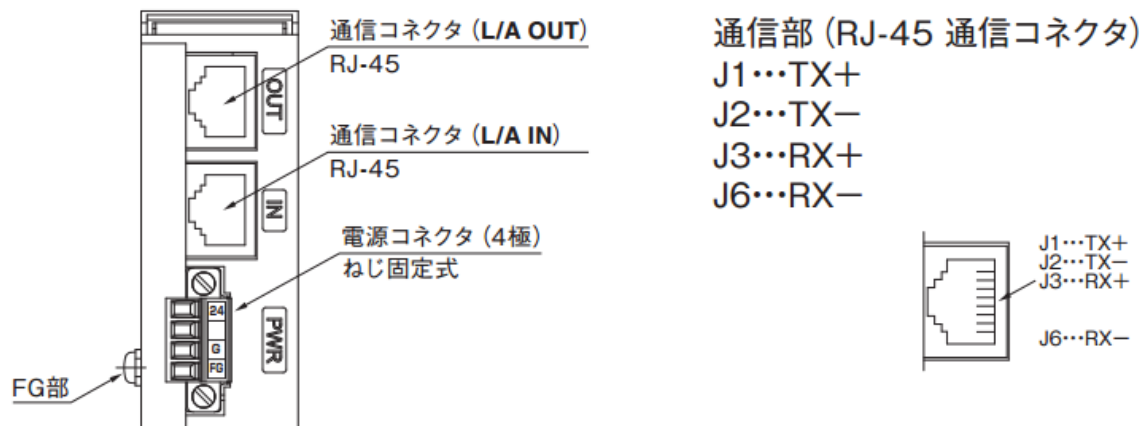 通信コネクタ（L/A OUT）
RJ-45
OUT
通信コネクタ（L/A IN）
RJ-45
IN
電源コネクタ（4極）
ねじ固定式
24
G
FG
PWR
FG部
通信部（RJ-45 通信コネクタ）
J1…TX＋
J2…TX－
J3…RX＋
J6…RX－
J1…TX＋
J2…TX－
J3…RX＋
J6…RX－